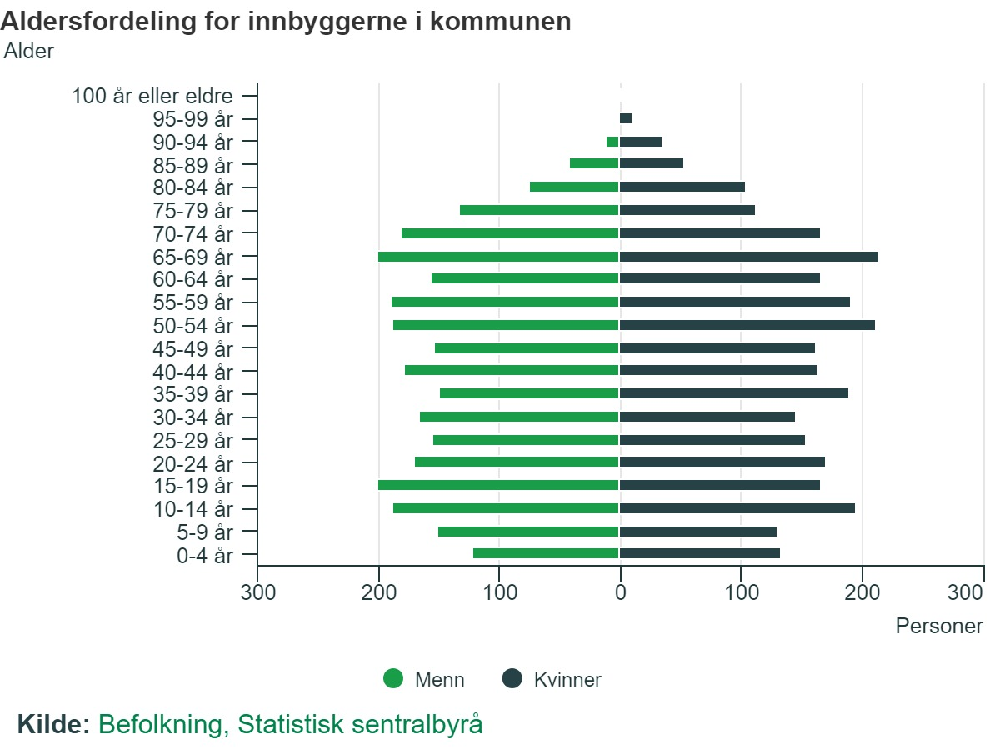 Aldersfordeling for innbyggerne i kommunen
Alder
100 år eller eldre
95-99 år
90-94 år
85-89 år
80-84 år
75-79 år
70-74 år
65-69 år
60-64 år
55-59 år
50-54 år
45-49 år
40-44 år
35-39 år
30-34 år
25-29 år
20-24 år
15-19 år
10-14 år
5-9 år
0-4 år
300 200 100 0 100 200 300
Personer
Menn Kvinner
Kilde: Befolkning, Statistisk sentralbyrå